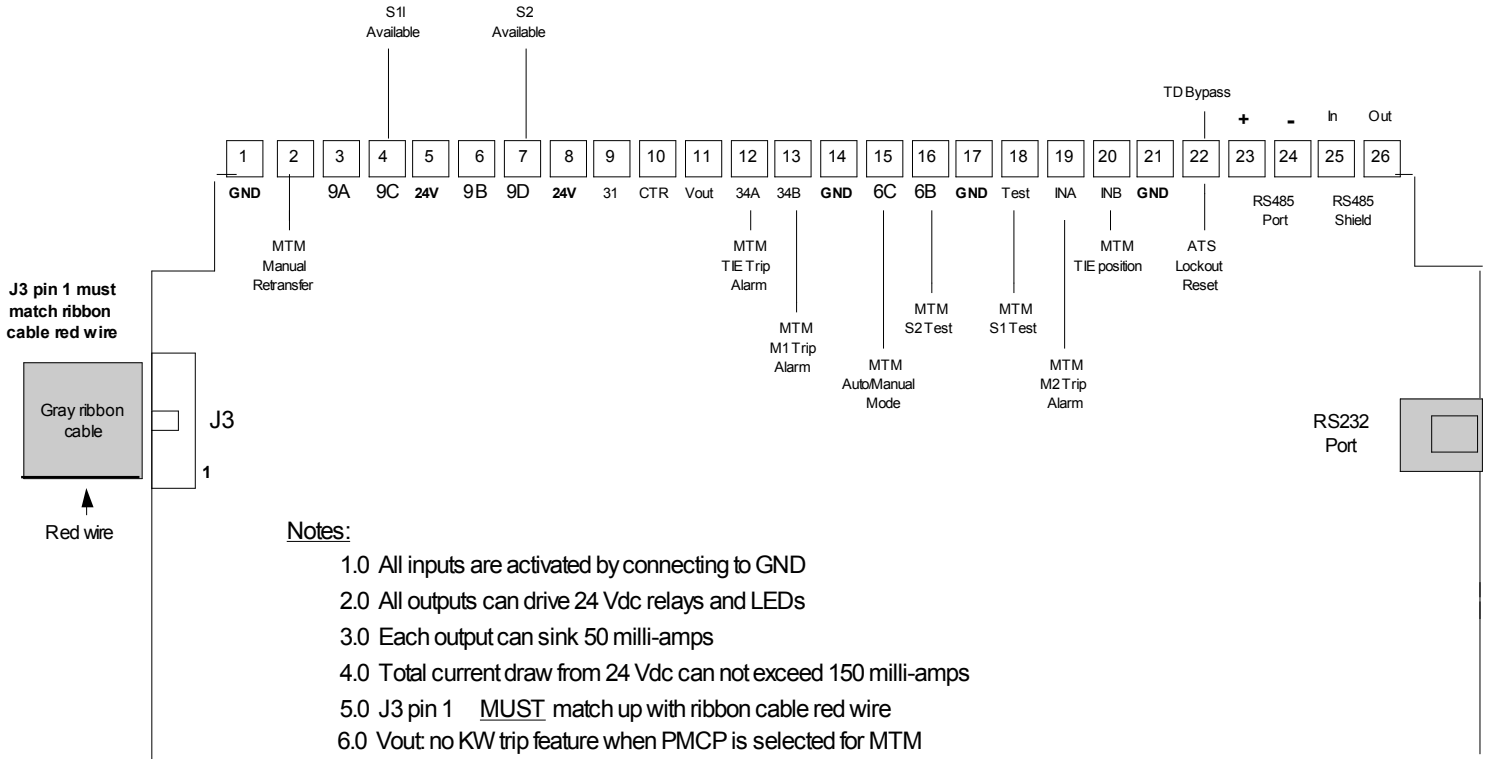 S1I
Available
S2
Available
TD Bypass
+ - In Out
1 2 3 4 5 6 7 8 9 10 11 12 13 14 15 16 17 18 19 20 21 22 23 24 25 26
GND 9A 9C 24V 9B 9D 24V 31 CTR Vout 34A 34B GND 6C 6B GND Test INA INB GND
RS485
Port
RS485
Shield
MTM
Manual
Retransfer
MTM
TIE Trip
Alarm
MTM
TIE position
ATS
Lockout
Reset
MTM
S2 Test
MTM
S1 Test
MTM
M1 Trip
Alarm
MTM
Auto/Manual
Mode
MTM
M2 Trip
Alarm
J3 pin 1 must
match ribbon
cable red wire
Gray ribbon
cable
J3
1
Red wire
RS232
Port
Notes:
1.0 All inputs are activated by connecting to GND
2.0 All outputs can drive 24 Vdc relays and LEDs
3.0 Each output can sink 50 milli-amps
4.0 Total current draw from 24 Vdc can not exceed 150 milli-amps
5.0 J3 pin 1 MUST match up with ribbon cable red wire
6.0 Vout: no KW trip feature when PMCP is selected for MTM